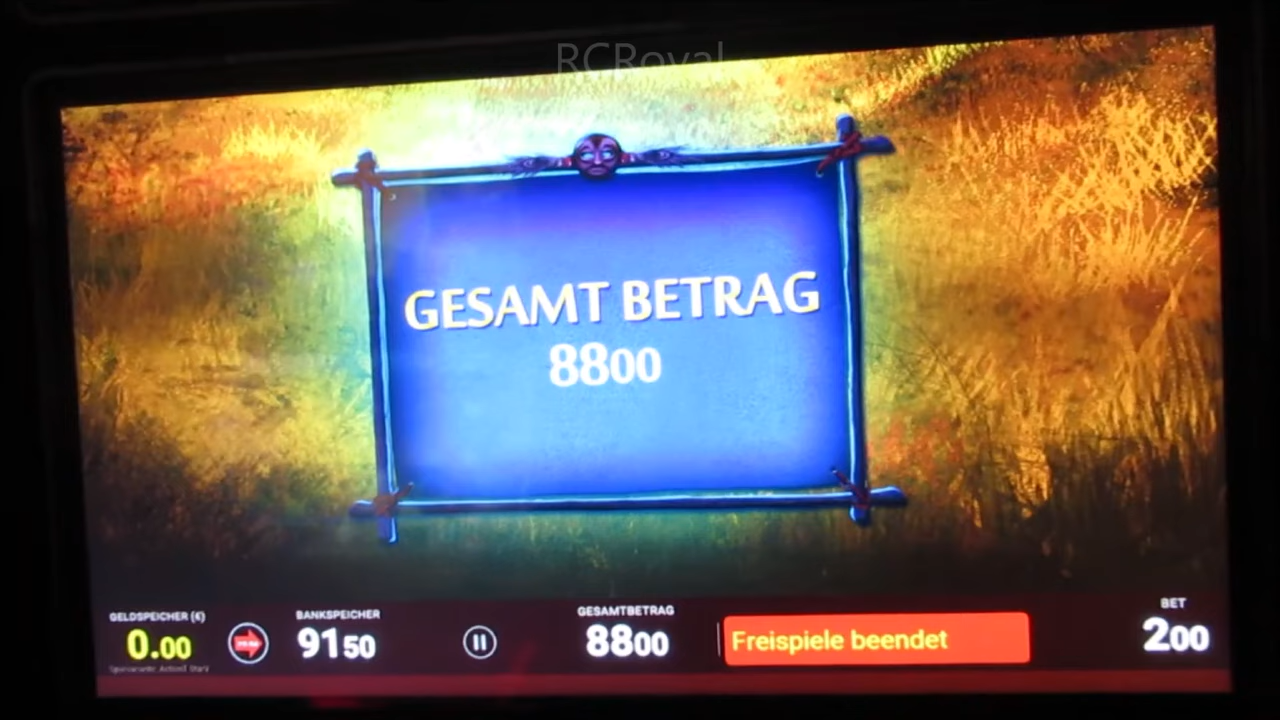 RCRoyal
GESAMT BETRAG
8800
GELDSPEICHER (€)
0.00
BANKSPEICHER
9150
GESAMTBETRAG
8800
Freispiele beendet
BET
200